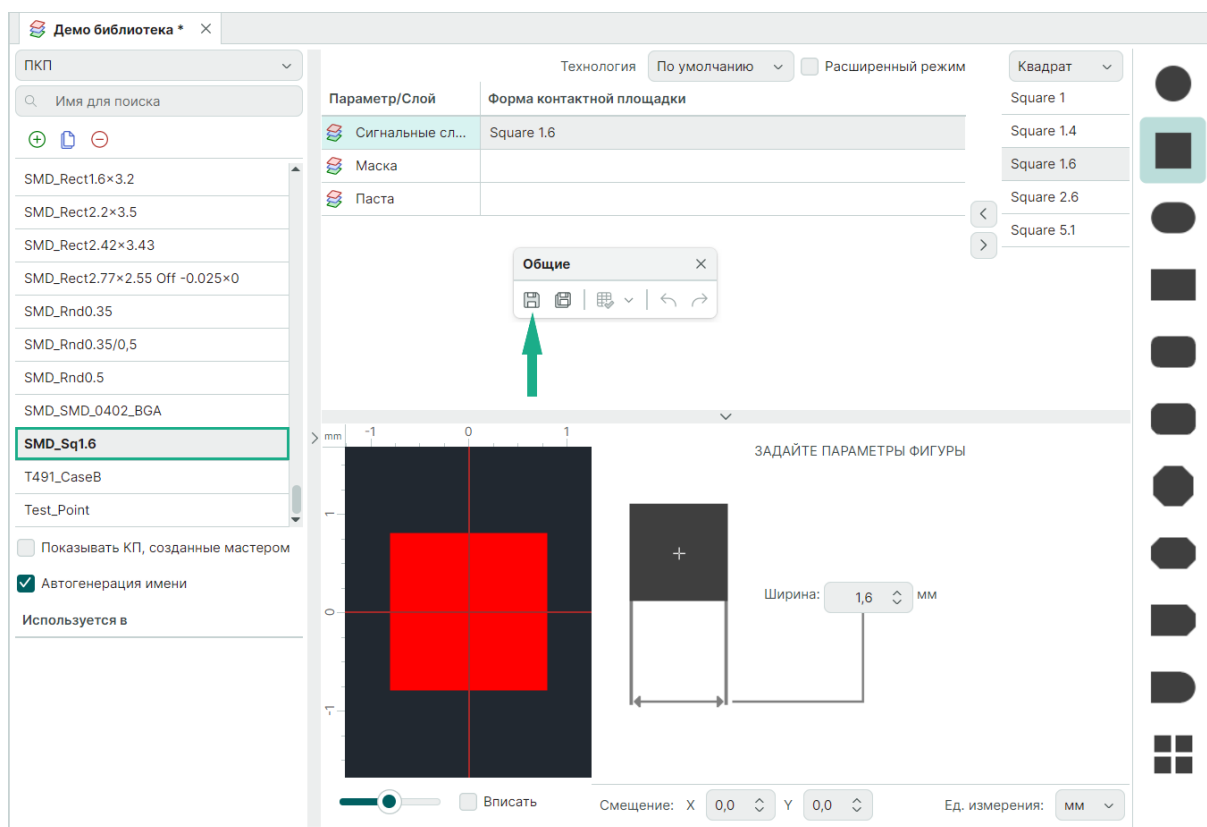 Демо библиотека *
ПКП
Имя для поиска
SMD_Rect1.6×3.2
SMD_Rect2.2×3.5
SMD_Rect2.42×3.43
SMD_Rect2.77×2.55 Off -0.025×0
SMD_Rnd0.35
SMD_Rnd0.35/0,5
SMD_Rnd0.5
SMD_SMD_0402_BGA
SMD_Sq1.6
T491_CaseB
Test_Point
Показывать КП, созданные мастером
Автогенерация имени
Используется в
Технология По умолчанию Расширенный режим
Параметр/Слой Форма контактной площадки
Сигнальные сл... Square 1.6
Маска
Паста
Квадрат
Square 1
Square 1.4
Square 1.6
Square 2.6
Square 5.1
Общие
mm -1 0 1
1
0
-1
ЗАДАЙТЕ ПАРАМЕТРЫ ФИГУРЫ
Ширина: 1,6 мм
Вписать
Смещение: X 0,0 Y 0,0 Ед. измерения: мм